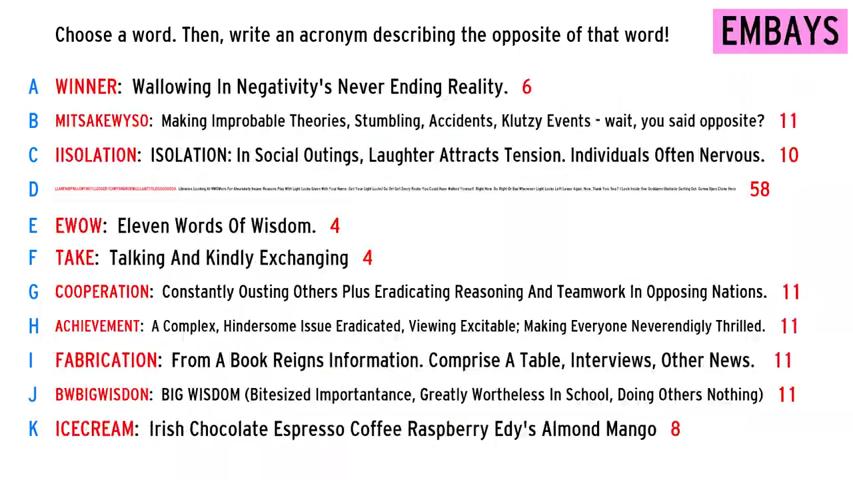 Choose a word. Then, write an acronym describing the opposite of that word!
EMBAYS
A WINNER: Wallowing In Negativity's Never Ending Reality. 6
B MITSAKEWYSO: Making Improbable Theories, Stumbling, Accidents, Klutzy Events - wait, you said opposite? 11
C IISOLATION: ISOLATION: In Social Outings, Laughter Attracts Tension. Individuals Often Nervous. 10
D 58
E EWOW: Eleven Words Of Wisdom. 4
F TAKE: Talking And Kindly Exchanging 4
G COOPERATION: Constantly Ousting Others Plus Eradicating Reasoning And Teamwork In Opposing Nations. 11
H ACHIEVEMENT: A Complex, Hindersome Issue Eradicated, Viewing Excitable; Making Everyone Neverendigly Thrilled. 11
I FABRICATION: From A Book Reigns Information. Comprise A Table, Interviews, Other News. 11
J BWBIGWISDON: BIG WISDOM (Bitesized Importantance, Greatly Wortheless In School, Doing Others Nothing) 11
K ICECREAM: Irish Chocolate Espresso Coffee Raspberry Edy's Almond Mango 8